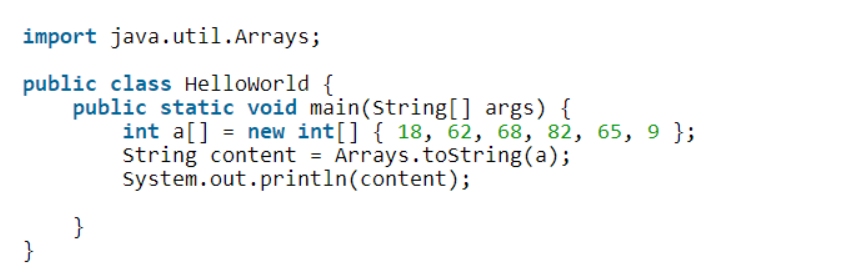 import java.util.Arrays;
public class HelloWorld {
public static void main(String[] args) {
int a[] = new int[] { 18, 62, 68, 82, 65, 9 };
String content = Arrays.toString(a);
System.out.println(content);
}
}